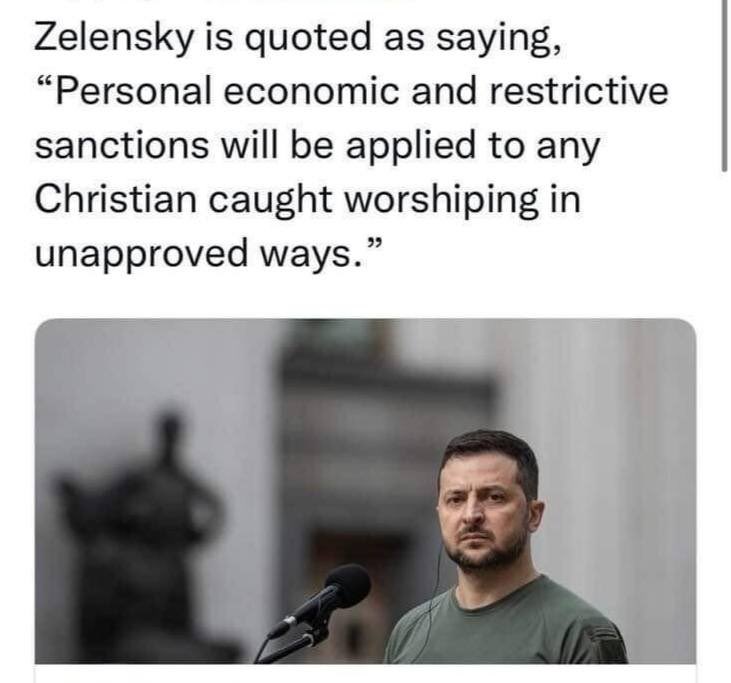 Zelensky is quoted as saying,
“Personal economic and restrictive
sanctions will be applied to any
Christian caught worshiping in
unapproved ways.”